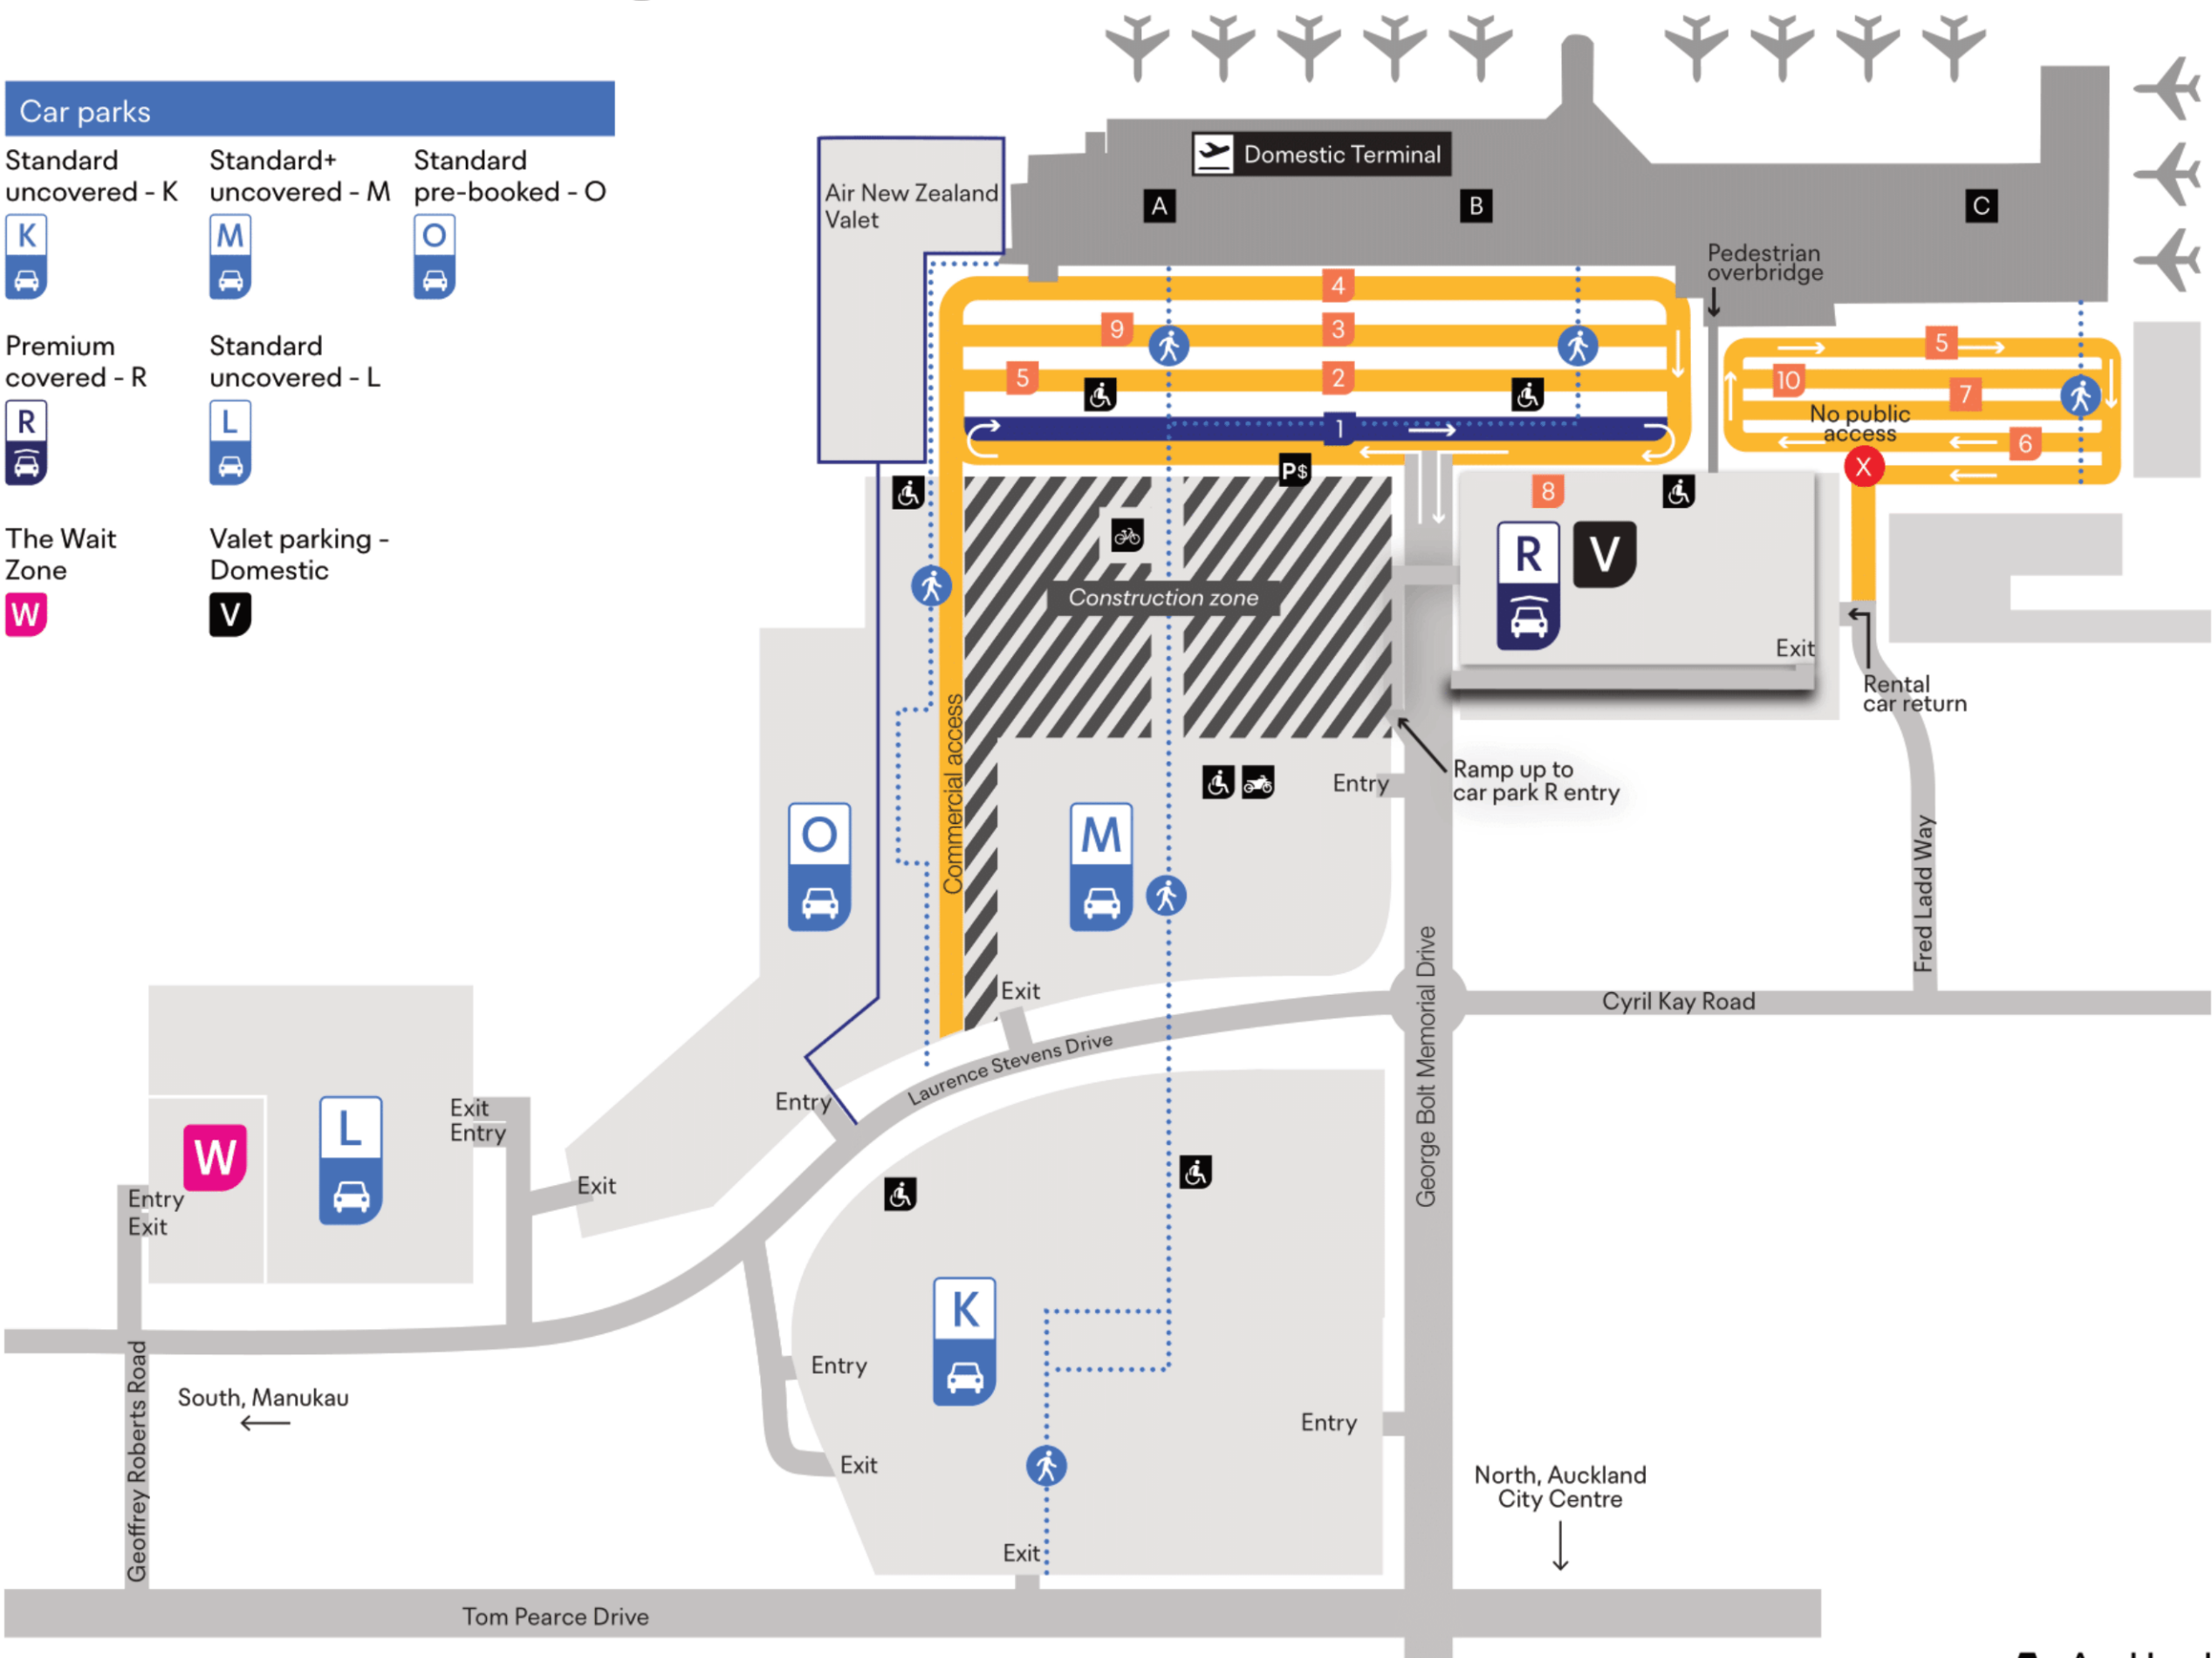 Car parks
Standard
uncovered - K
Standard+
uncovered - M
Standard
pre-booked - O
K
M
O
Premium
covered - R
Standard
uncovered - L
R
L
The Wait
Zone
Valet parking -
Domestic
W
V
Domestic Terminal
Air New Zealand
Valet
A
B
C
Pedestrian
overbridge
4
9
3
5
2
1
5
10
7
No public
access
6
X
P$
8
R
V
Construction zone
Exit
Rental
car return
Commercial access
Entry
Ramp up to
car park R entry
O
M
Fred Ladd Way
George Bolt Memorial Drive
Exit
Cyril Kay Road
Laurence Stevens Drive
Entry
W
L
Exit
Entry
Exit
Entry
Exit
K
Entry
Geoffrey Roberts Road
South, Manukau
Entry
Exit
North, Auckland
City Centre
Exit
Tom Pearce Drive